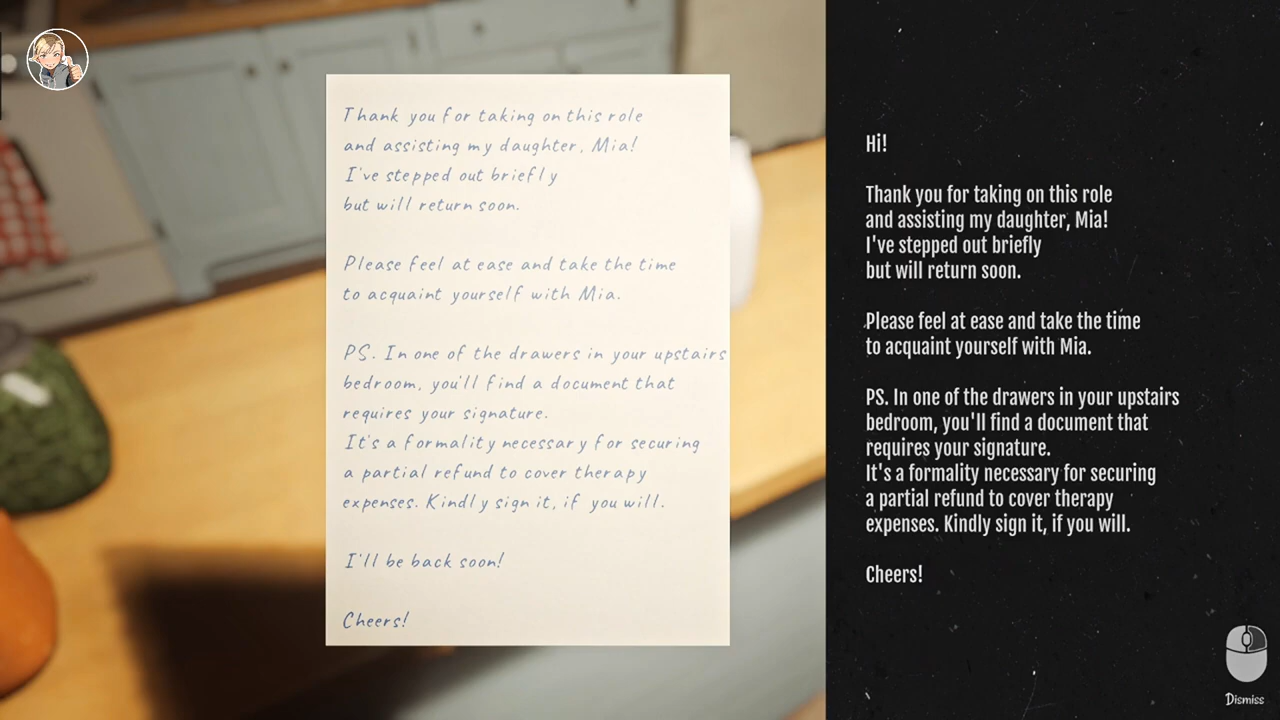 Thank you for taking on this role
and assisting my daughter, Mia!
I've stepped out briefly
but will return soon.
Please feel at ease and take the time
to acquaint yourself with Mia.
PS. In one of the drawers in your upstairs
bedroom, you'll find a document that
requires your signature.
It's a formality necessary for securing
a partial refund to cover therapy
expenses. Kindly sign it, if you will.
I'll be back soon!
Cheers!
Hi!
Thank you for taking on this role
and assisting my daughter, Mia!
I've stepped out briefly
but will return soon.
Please feel at ease and take the time
to acquaint yourself with Mia.
PS. In one of the drawers in your upstairs
bedroom, you'll find a document that
requires your signature.
It's a formality necessary for securing
a partial refund to cover therapy
expenses. Kindly sign it, if you will.
Cheers!
Dismiss